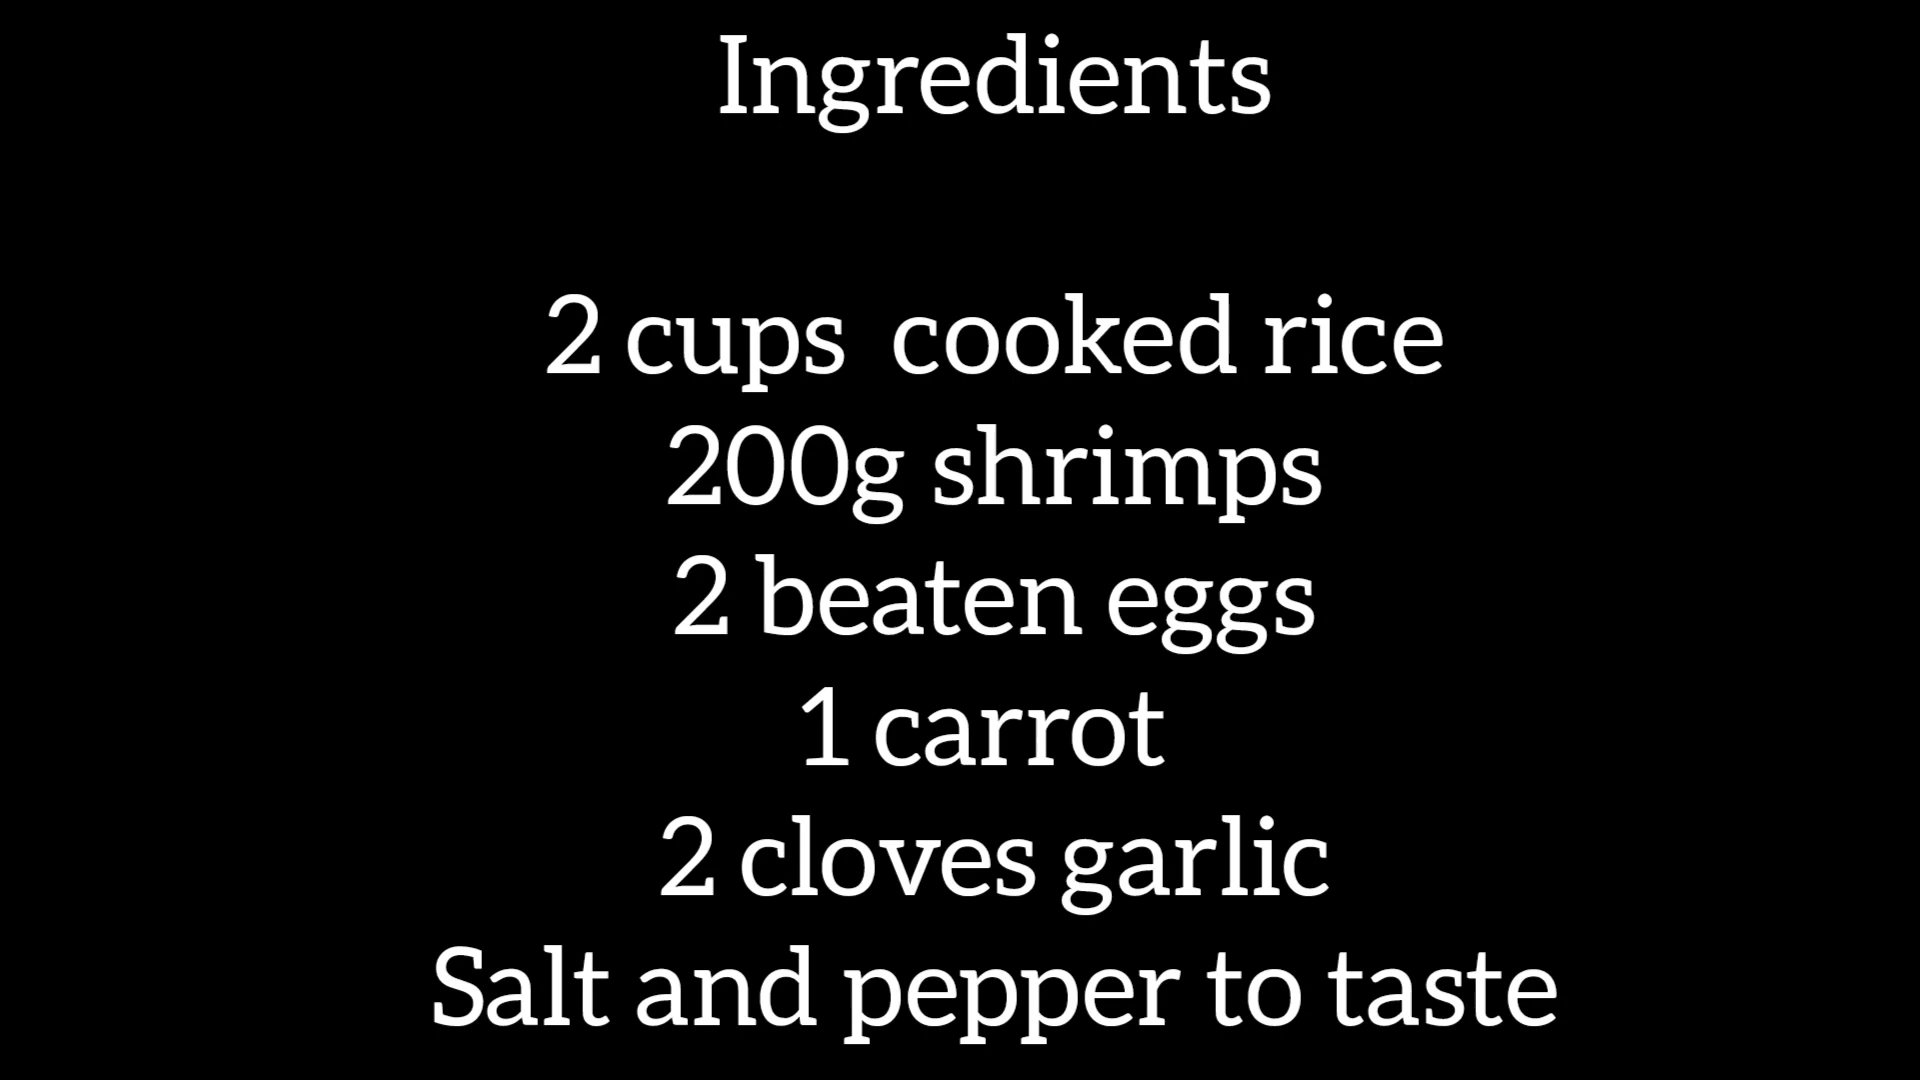 Ingredients
2 cups  cooked rice
200g shrimps
2 beaten eggs
1 carrot
2 cloves garlic
Salt and pepper to taste